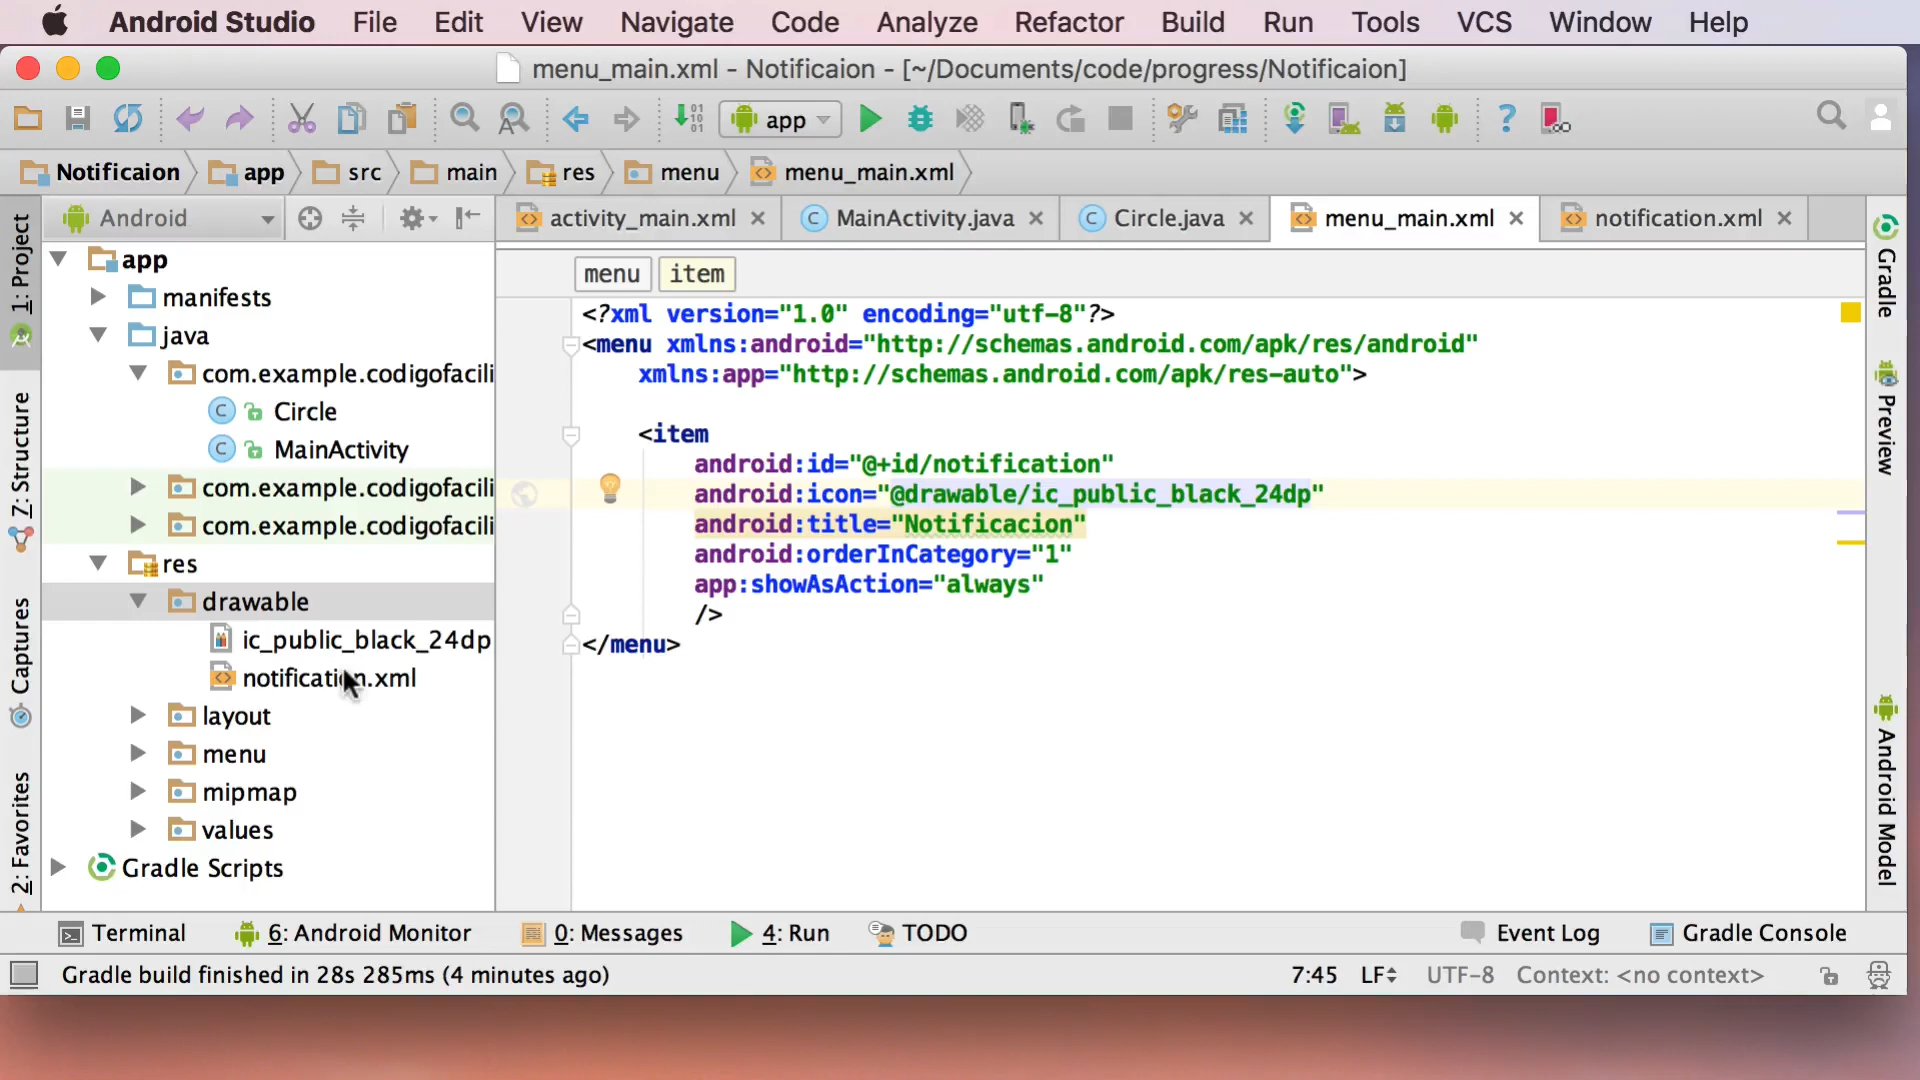 Android Studio File Edit View Navigate Code Analyze Refactor Build Run Tools VCS Window Help
menu_main.xml - Notificaion - [~/Documents/code/progress/Notificaion]
app
Notificaion app src main res menu menu_main.xml
Android
activity_main.xml MainActivity.java Circle.java menu_main.xml notification.xml
1: Project
Z: Structure
Captures
2: Favorites
app
manifests
java
com.example.codigofacili
Circle
MainActivity
com.example.codigofacili
com.example.codigofacili
res
drawable
ic_public_black_24dp
notification.xml
layout
menu
mipmap
values
Gradle Scripts
menu item
<?xml version="1.0" encoding="utf-8"?>
<menu xmlns:android="http://schemas.android.com/apk/res/android"
xmlns:app="http://schemas.android.com/apk/res-auto">
<item
android:id="@+id/notification"
android:icon="@drawable/ic_public_black_24dp"
android:title="Notificacion"
android:orderInCategory="1"
app:showAsAction="always"
/>
</menu>
Gradle
Preview
Android Model
Terminal 6: Android Monitor 0: Messages 4: Run TODO Event Log Gradle Console
Gradle build finished in 28s 285ms (4 minutes ago) 7:45 LF UTF-8 Context: <no context>